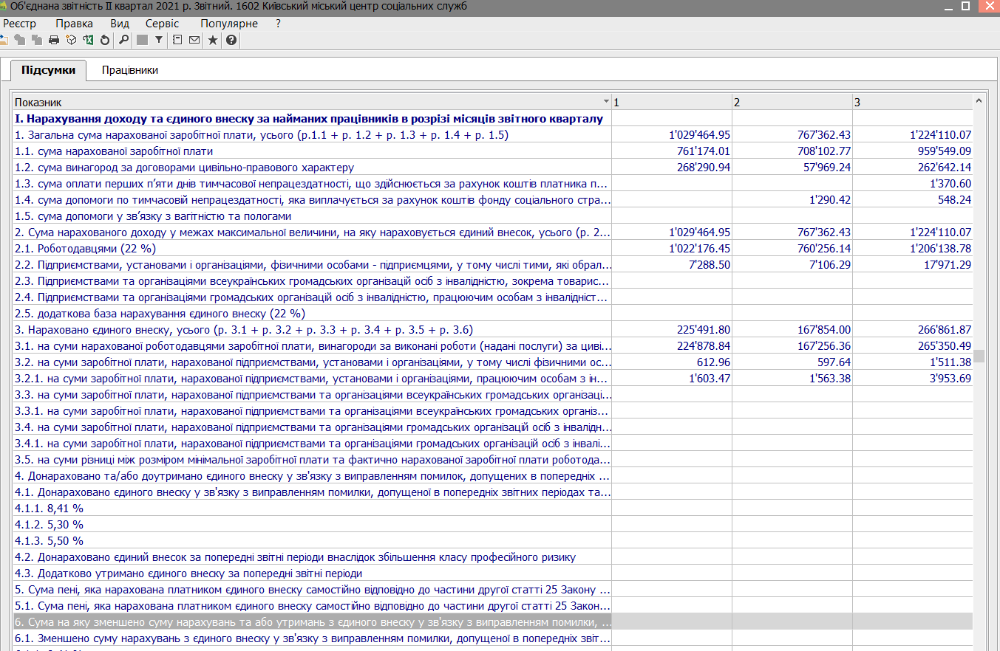 Об'єднана звітність II квартал 2021 р. Звітний. 1602 Київський міський центр соціальних служб
Реєстр Правка Вид Сервіс Популярне ?
Підсумки Працівники
Показник 1 2 3
I. Нарахування доходу та єдиного внеску за найманих працівників в розрізі місяців звітного кварталу
1. Загальна сума нарахованої заробітної плати, усього (р.1.1 + р. 1.2 + р. 1.3 + р. 1.4 + р. 1.5) 1'029'464.95 767'362.43 1'224'110.07
1.1. сума нарахованої заробітної плати 761'174.01 708'102.77 959'549.09
1.2. сума винагород за договорами цивільно-правового характеру 268'290.94 57'969.24 262'642.14
1.3. сума оплати перших п’яти днів тимчасової непрацездатності, що здійснюється за рахунок коштів платника п... 1'370.60
1.4. сума допомоги по тимчасовій непрацездатності, яка виплачується за рахунок коштів фонду соціального стра... 1'290.42 548.24
1.5. сума допомоги у зв’язку з вагітністю та пологами
2. Сума нарахованого доходу у межах максимальної величини, на яку нараховується єдиний внесок, усього (р. 2... 1'029'464.95 767'362.43 1'224'110.07
2.1. Роботодавцями (22 %) 1'022'176.45 760'256.14 1'206'138.78
2.2. Підприємствами, установами і організаціями, фізичними особами - підприємцями, у тому числі тими, які обрал... 7'288.50 7'106.29 17'971.29
2.3. Підприємствами та організаціями всеукраїнських громадських організацій осіб з інвалідністю, зокрема товарис...
2.4. Підприємствами та організаціями громадських організацій осіб з інвалідністю, працюючим особам з інвалідніст...
2.5. додаткова база нарахування єдиного внеску (22 %)
3. Нараховано єдиного внеску, усього (р. 3.1 + р. 3.2 + р. 3.3 + р. 3.4 + р. 3.5 + р. 3.6) 225'491.80 167'854.00 266'861.87
3.1. на суми нарахованої роботодавцями заробітної плати, винагороди за виконані роботи (надані послуги) за циві... 224'878.84 167'256.36 265'350.49
3.2. на суми заробітної плати, нарахованої підприємствами, установами і організаціями, у тому числі фізичними ос... 612.96 597.64 1'511.38
3.2.1. на суми заробітної плати, нарахованої підприємствами, установами і організаціями, працюючим особам з ін... 1'603.47 1'563.38 3'953.69
3.3. на суми заробітної плати, нарахованої підприємствами та організаціями всеукраїнських громадських організаці...
3.3.1. на суми заробітної плати, нарахованої підприємствами та організаціями всеукраїнських громадських організ...
3.4. на суми заробітної плати, нарахованої підприємствами та організаціями громадських організацій осіб з інвалідн...
3.4.1. на суми заробітної плати, нарахованої підприємствами та організаціями громадських організацій осіб з інвалі...
3.5. на суми різниці між розміром мінімальної заробітної плати та фактично нарахованої заробітної плати роботода...
4. Донараховано та/або доутримано єдиного внеску у зв'язку з виправленням помилок, допущених в попередніх ...
4.1. Донараховано єдиного внеску у зв'язку з виправленням помилки, допущеної в попередніх звітних періодах та...
4.1.1. 8,41 %
4.1.2. 5,30 %
4.1.3. 5,50 %
4.2. Донараховано єдиний внесок за попередні звітні періоди внаслідок збільшення класу професійного ризику
4.3. Додатково утримано єдиного внеску за попередні звітні періоди
5. Сума пені, яка нарахована платником єдиного внеску самостійно відповідно до частини другої статті 25 Закону ...
5.1. Сума пені, яка нарахована платником єдиного внеску самостійно відповідно до частини другої статті 25 Закон...
6. Сума на яку зменшено суму нарахувань та або утримань з єдиного внеску у зв'язку з виправленням помилки, ...
6.1. Зменшено суму нарахувань з єдиного внеску у зв'язку з виправленням помилки, допущеної в попередніх звіт...